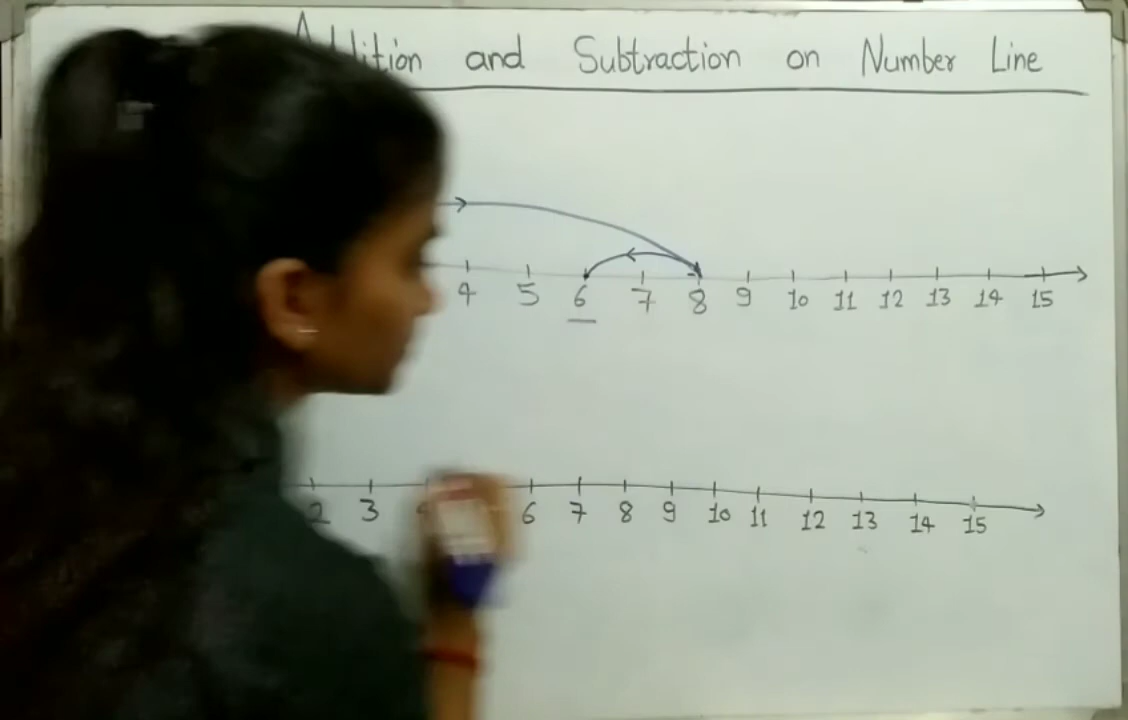 Addition and Subtraction on Number Line
4 5 6 7 8 9 10 11 12 13 14 15
2 3 6 7 8 9 10 11 12 13 14 15